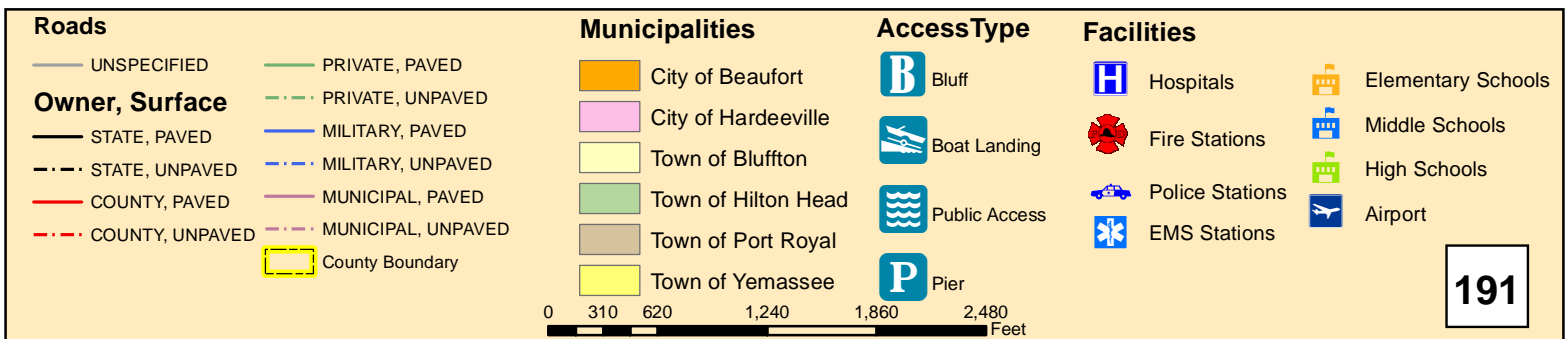 Roads
UNSPECIFIED
Owner, Surface
STATE, PAVED
STATE, UNPAVED
COUNTY, PAVED
COUNTY, UNPAVED
PRIVATE, PAVED
PRIVATE, UNPAVED
MILITARY, PAVED
MILITARY, UNPAVED
MUNICIPAL, PAVED
MUNICIPAL, UNPAVED
County Boundary
Municipalities
City of Beaufort
City of Hardeeville
Town of Bluffton
Town of Hilton Head
Town of Port Royal
Town of Yemassee
AccessType
B Bluff
Boat Landing
Public Access
P Pier
Facilities
H Hospitals
Fire Stations
Police Stations
EMS Stations
Elementary Schools
Middle Schools
High Schools
Airport
191
0 310 620 1,240 1,860 2,480
Feet